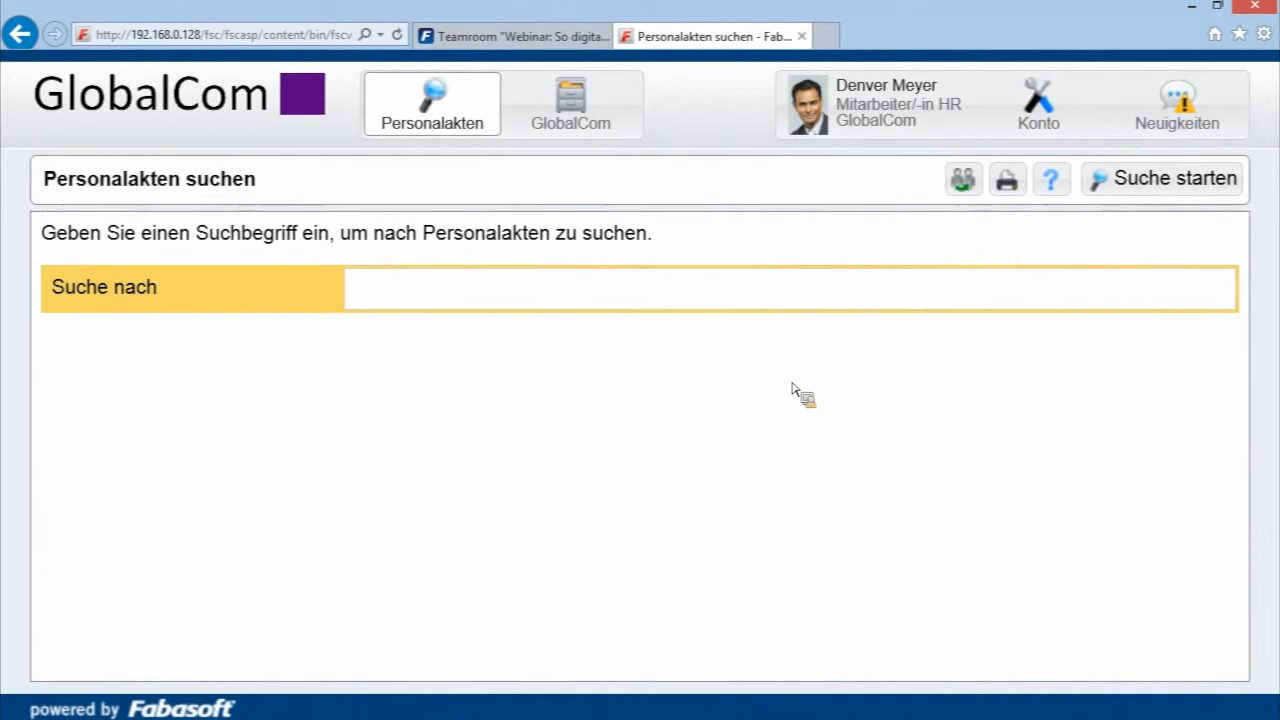 http://192.168.0.128/fsc/fscasp/content/bin/fscv
Teamroom "Webinar: So digita...
Personalakten suchen - Fab...
GlobalCom
Personalakten
GlobalCom
Denver Meyer
Mitarbeiter/-in HR
GlobalCom
Konto
Neuigkeiten
Personalakten suchen
Suche starten
Geben Sie einen Suchbegriff ein, um nach Personalakten zu suchen.
Suche nach
powered by Fabasoft